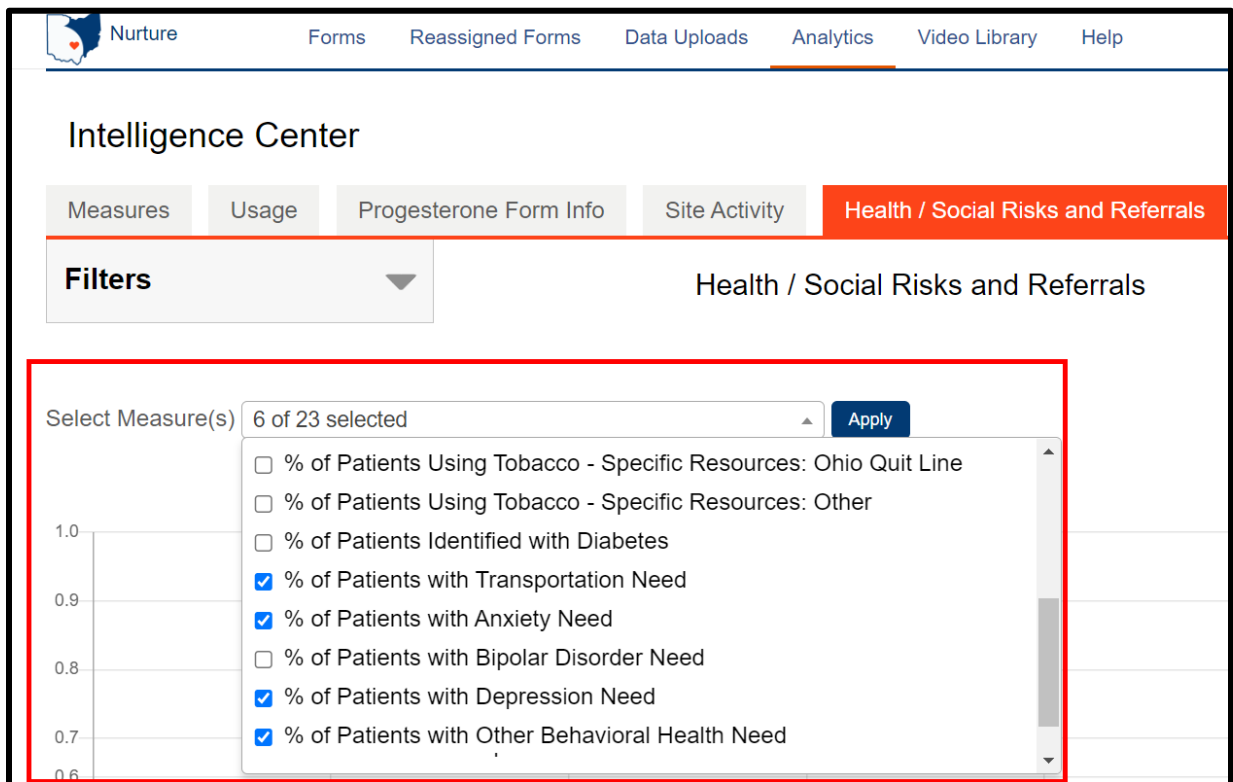 Nurture
Forms Reassigned Forms Data Uploads Analytics Video Library Help
Intelligence Center
Measures Usage Progesterone Form Info Site Activity Health / Social Risks and Referrals
Filters
Health / Social Risks and Referrals
Select Measure(s) 6 of 23 selected Apply
% of Patients Using Tobacco - Specific Resources: Ohio Quit Line
% of Patients Using Tobacco - Specific Resources: Other
1.0
% of Patients Identified with Diabetes
% of Patients with Transportation Need
0.9
% of Patients with Anxiety Need
% of Patients with Bipolar Disorder Need
0.8
% of Patients with Depression Need
% of Patients with Other Behavioral Health Need
0.7
0.6